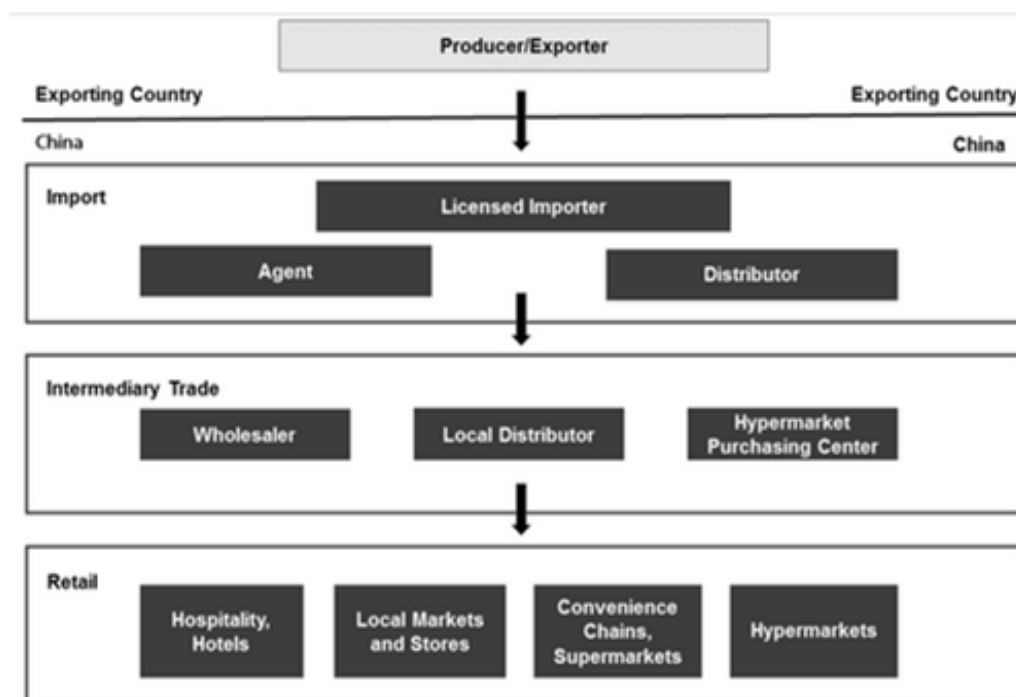 Producer/Exporter
Exporting Country
Exporting Country
China
China
Import
Licensed Importer
Agent
Distributor
Intermediary Trade
Wholesaler
Local Distributor
Hypermarket
Purchasing Center
Retail
Hospitality,
Hotels
Local Markets
and Stores
Convenience
Chains,
Supermarkets
Hypermarkets